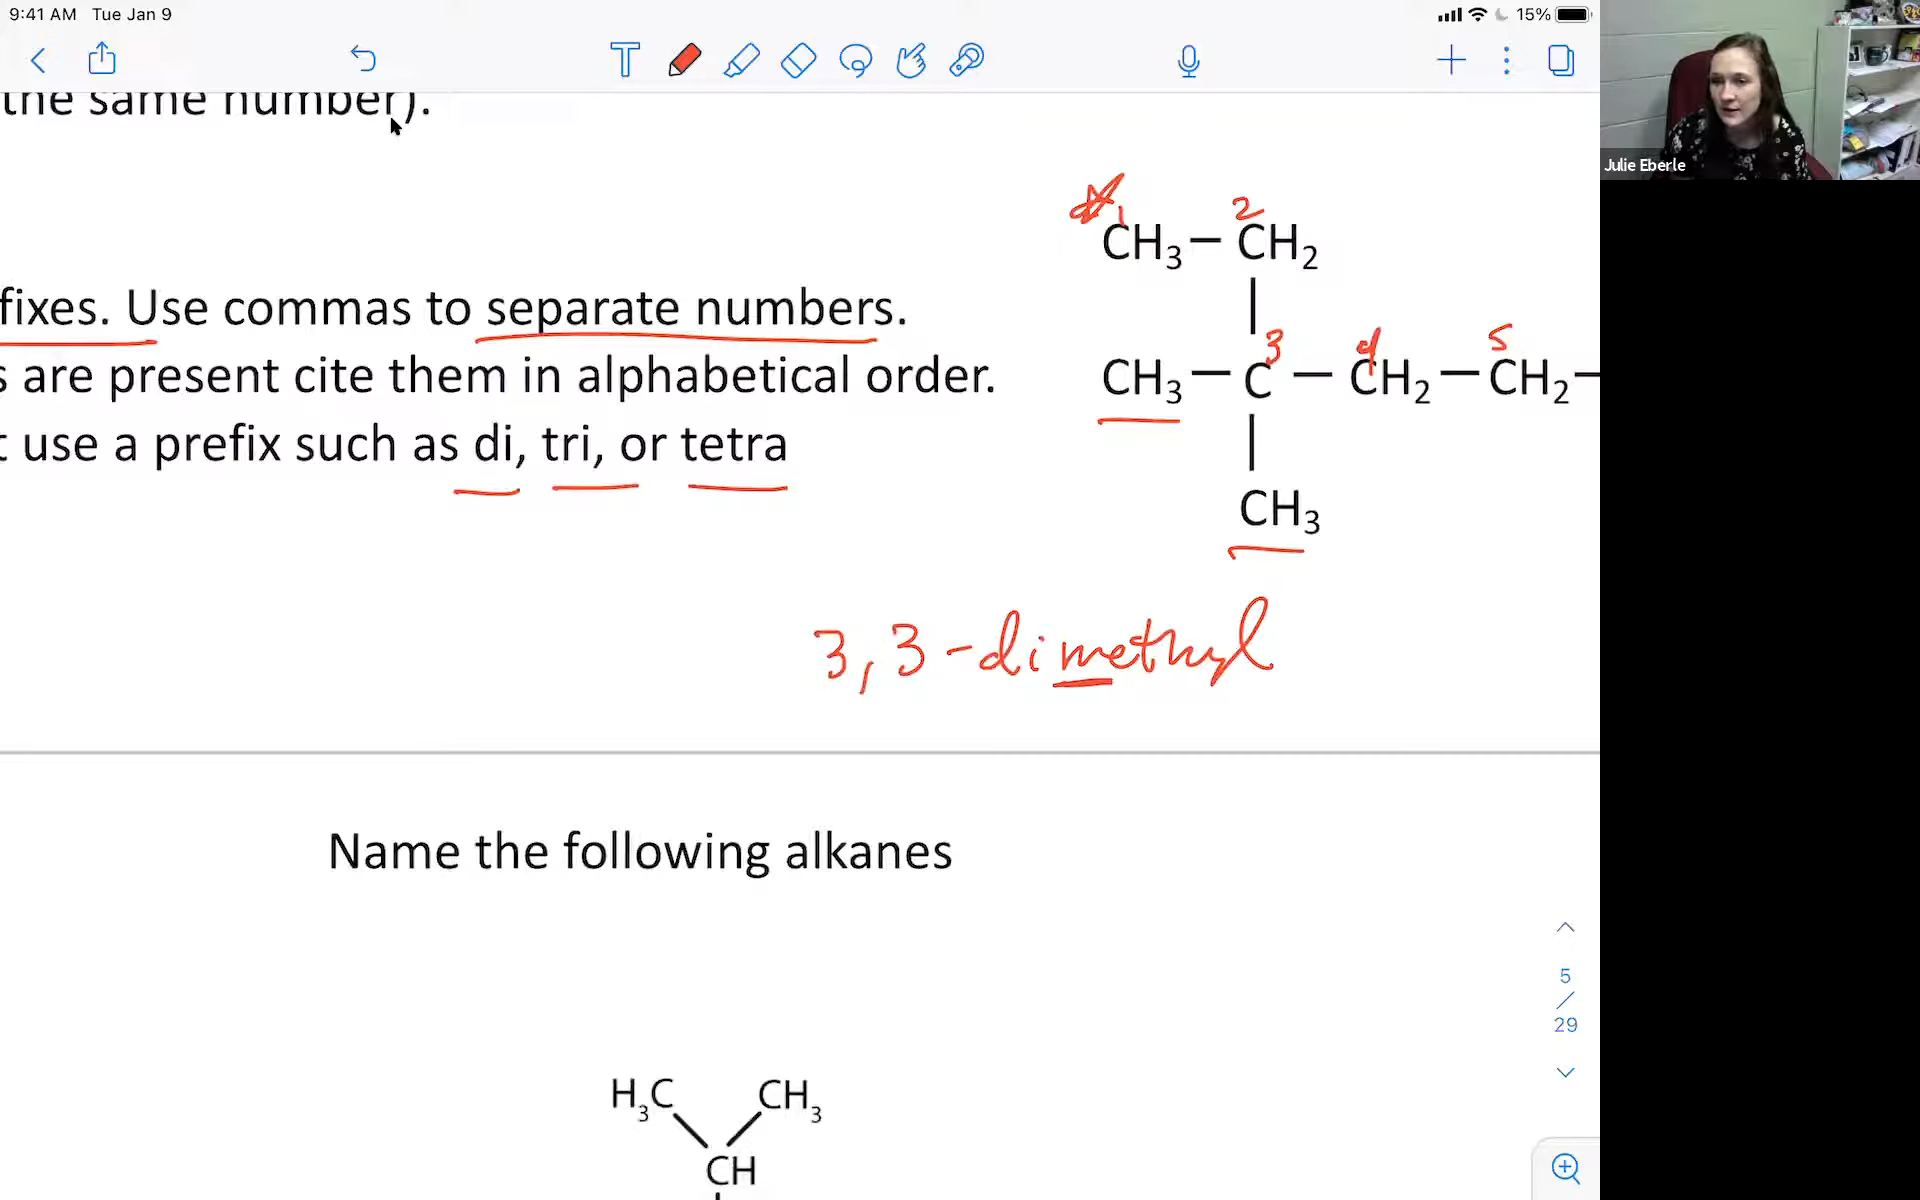 9:41 AM Tue Jan 9
15%
Julie Eberle
the same number).
1 2
CH3 – CH2
fixes. Use commas to separate numbers.
3 4 5
s are present cite them in alphabetical order.
CH3 – C – CH2 – CH2 –
t use a prefix such as di, tri, or tetra
CH3
3,3-dimethyl
Name the following alkanes
5
/
29
H3C CH3
CH